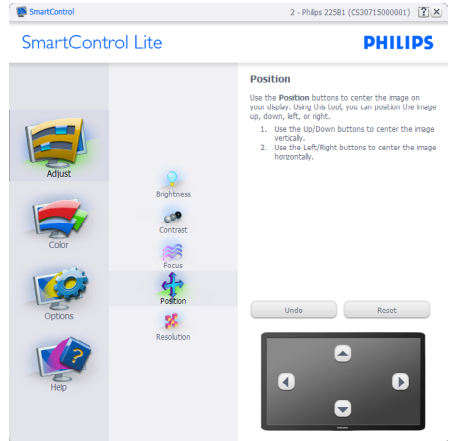 SmartControl
2 - Philips 225B1 (CS30715000001)
SmartControl Lite
PHILIPS
Adjust
Color
Options
Help
Brightness
Contrast
Focus
Position
Resolution
Position
Use the Position buttons to center the image on
your display. Using this tool, you can position the image
up, down, left, or right.
1. Use the Up/Down buttons to center the image
vertically.
2. Use the Left/Right buttons to center the image
horizontally.
Undo
Reset